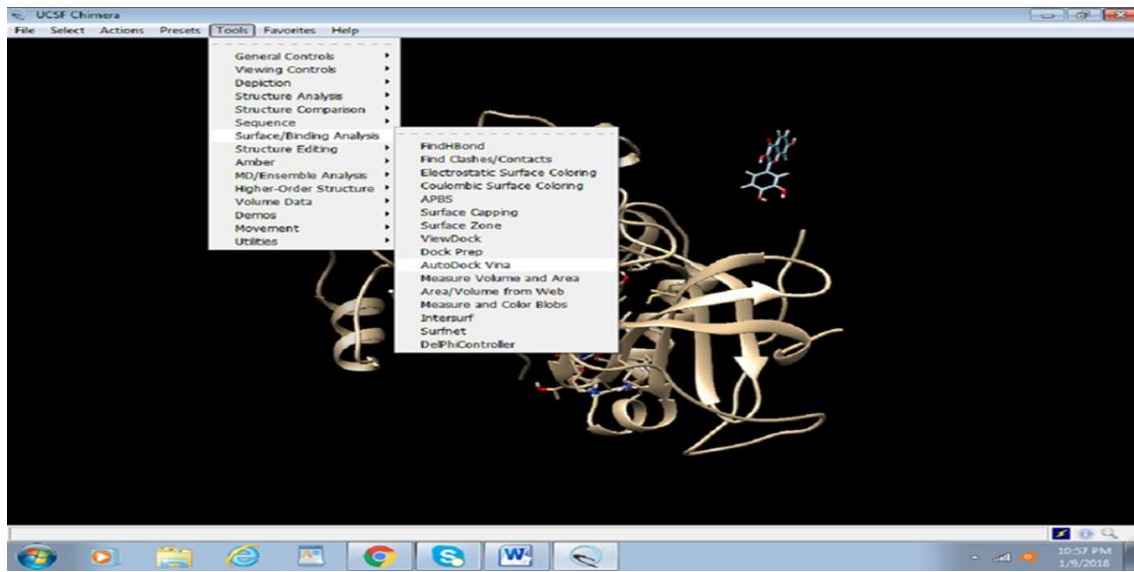 UCSF Chimera
File Select Actions Presets Tools Favorites Help
General Controls
Viewing Controls
Depiction
Structure Analysis
Structure Comparison
Sequence
Surface/Binding Analysis
Structure Editing
Amber
MD/Ensemble Analysis
Higher-Order Structure
Volume Data
Demos
Movement
Utilities
FindHBond
Find Clashes/Contacts
Electrostatic Surface Coloring
Coulombic Surface Coloring
APBS
Surface Capping
Surface Zone
ViewDock
Dock Prep
AutoDock Vina
Measure Volume and Area
Area/Volume from Web
Measure and Color Blobs
Intersurf
Surfnet
DelPhiController
10:57 PM
1/9/2018